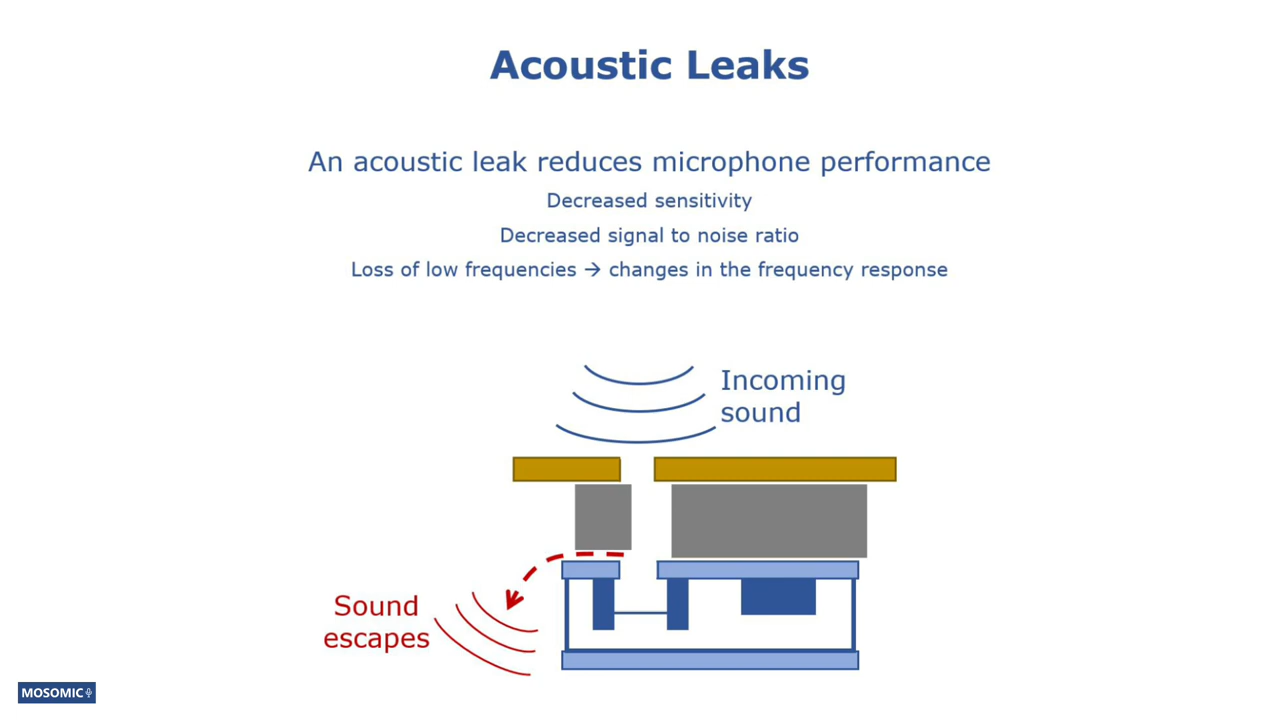 Acoustic Leaks
An acoustic leak reduces microphone performance
Decreased sensitivity
Decreased signal to noise ratio
Loss of low frequencies → changes in the frequency response
Incoming
sound
Sound
escapes
MOSOMIC